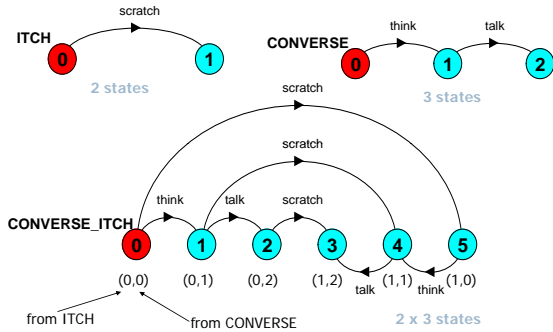 scratch
ITCH
0
1
2 states
CONVERSE
think
talk
0
1
2
3 states
scratch
scratch
CONVERSE_ITCH
think
talk
scratch
0
1
2
3
4
5
talk
think
(0,0)
(0,1)
(0,2)
(1,2)
(1,1)
(1,0)
from ITCH
from CONVERSE
2 x 3 states